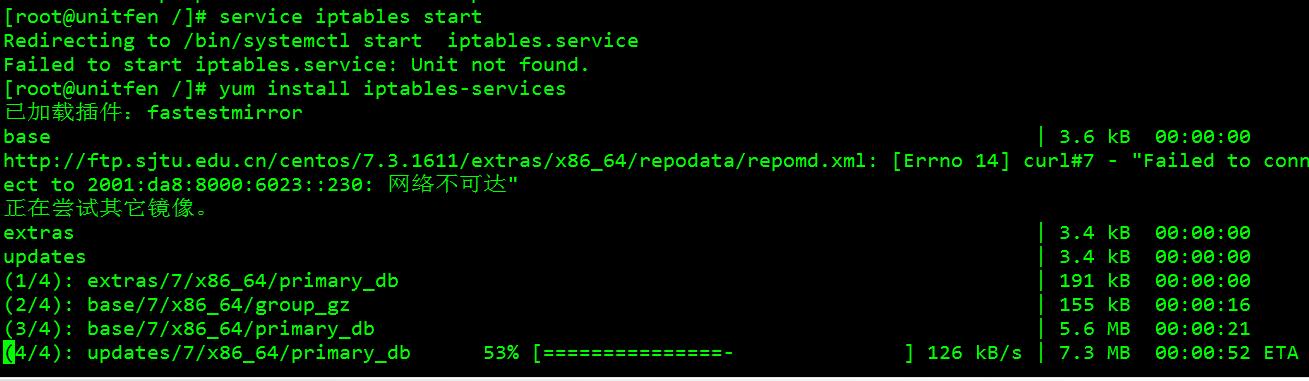 [root@unitfen /]# service iptables start
Redirecting to /bin/systemctl start  iptables.service
Failed to start iptables.service: Unit not found.
[root@unitfen /]# yum install iptables-services
已加载插件：fastestmirror
base | 3.6 kB  00:00:00
http://ftp.sjtu.edu.cn/centos/7.3.1611/extras/x86_64/repodata/repomd.xml: [Errno 14] curl#7 - "Failed to conn
ect to 2001:da8:8000:6023::230: 网络不可达"
正在尝试其它镜像。
extras | 3.4 kB  00:00:00
updates | 3.4 kB  00:00:00
(1/4): extras/7/x86_64/primary_db | 191 kB  00:00:00
(2/4): base/7/x86_64/group_gz | 155 kB  00:00:16
(3/4): base/7/x86_64/primary_db | 5.6 MB  00:00:21
(4/4): updates/7/x86_64/primary_db 53% [===============- ] 126 kB/s | 7.3 MB  00:00:52 ETA